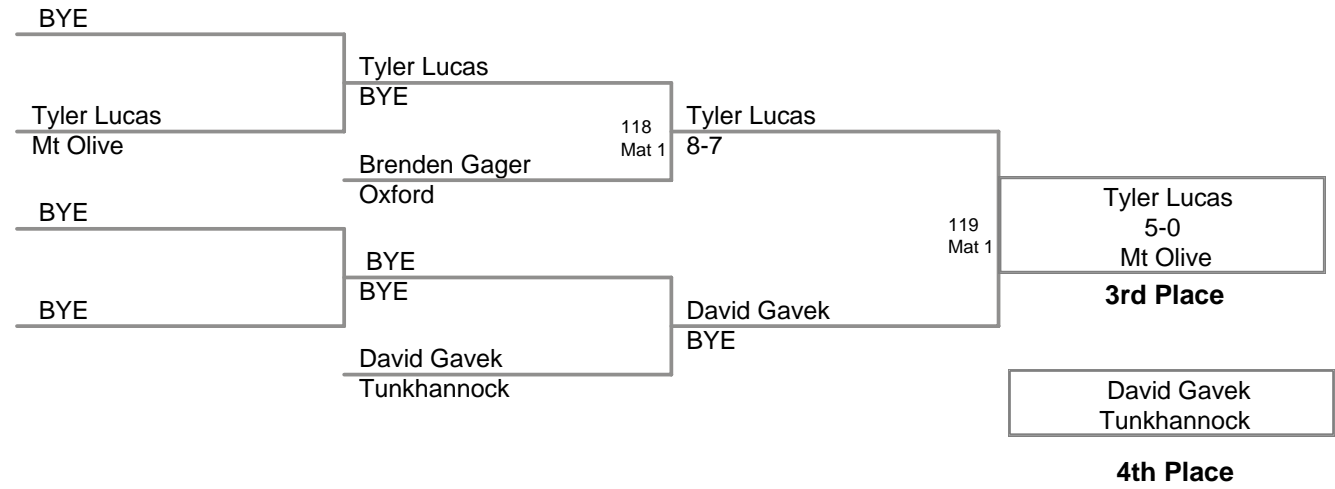 BYE
Tyler Lucas
BYE
Tyler Lucas
Mt Olive
118
Mat 1
Tyler Lucas
8-7
Brenden Gager
Oxford
BYE
Tyler Lucas
5-0
Mt Olive
119
Mat 1
BYE
BYE
3rd Place
BYE
David Gavek
BYE
David Gavek
Tunkhannock
David Gavek
Tunkhannock
4th Place